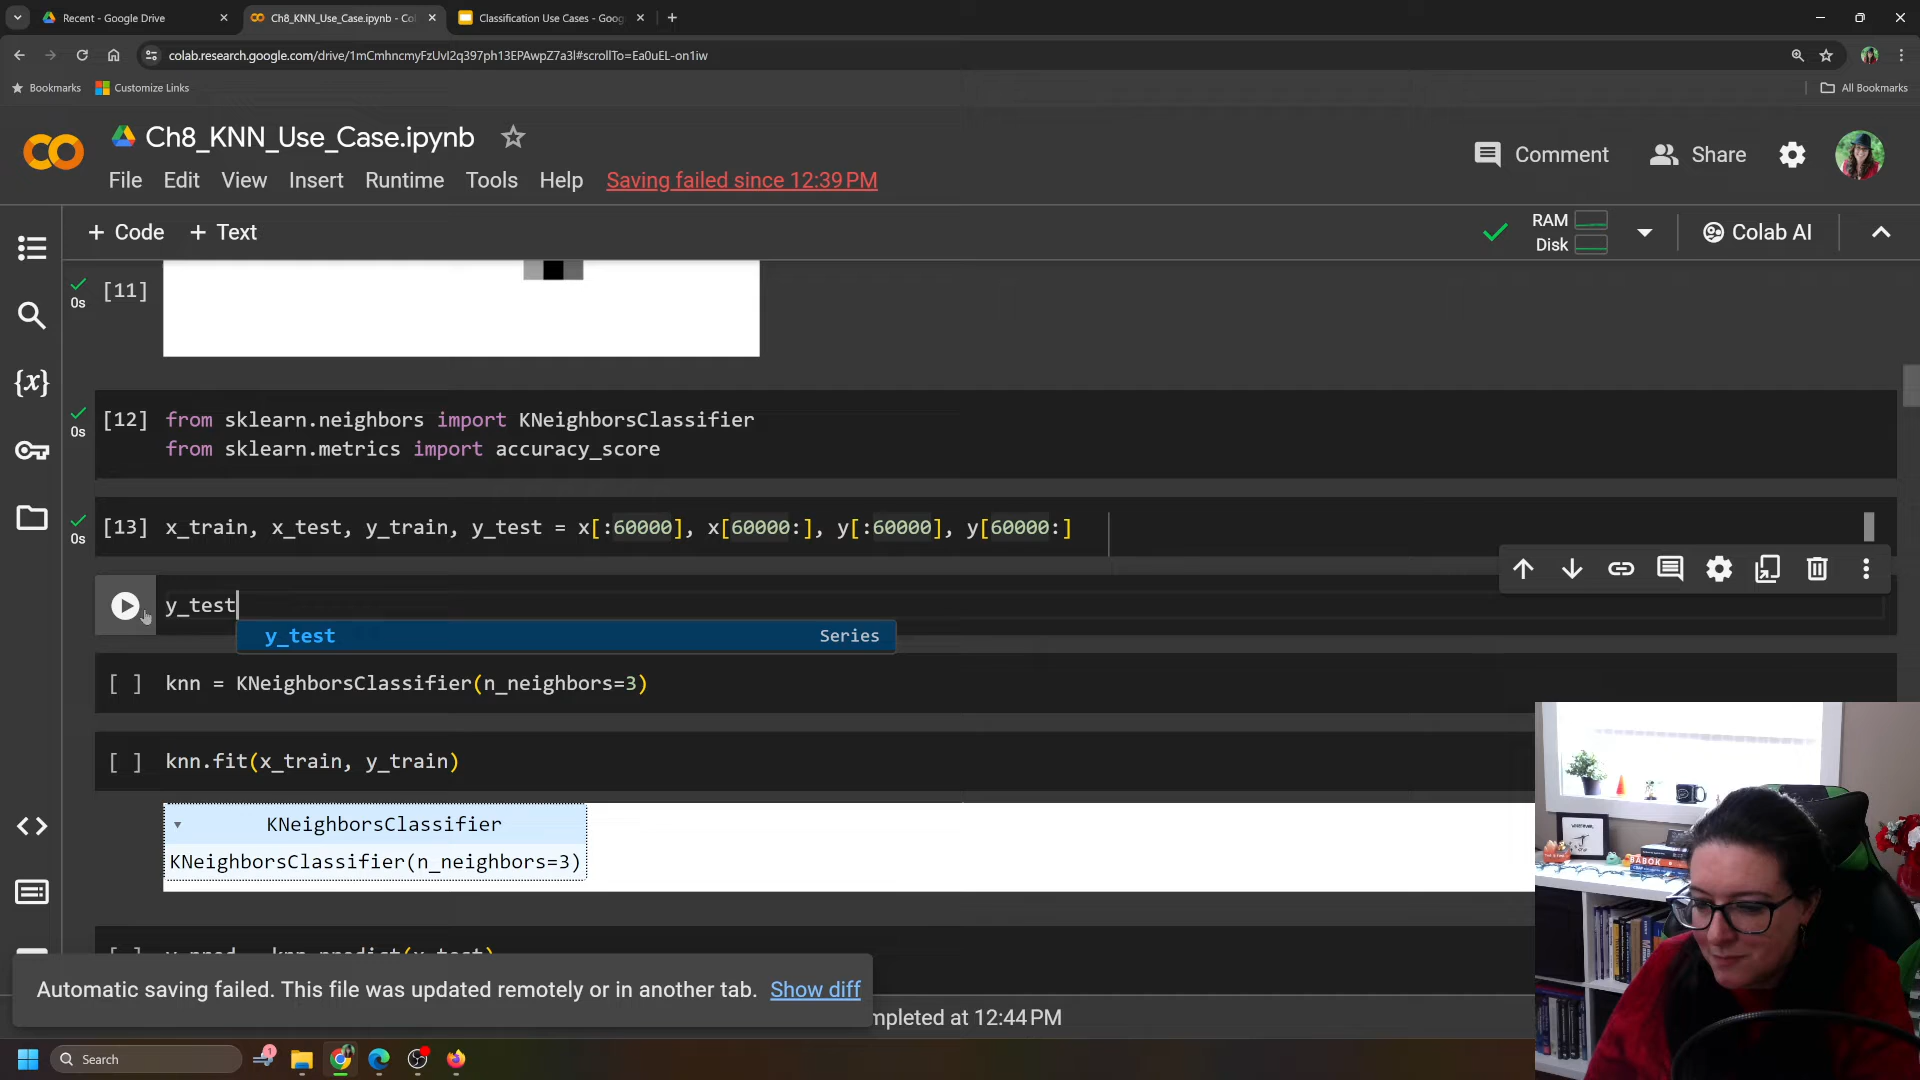 Recent - Google Drive
Ch8_KNN_Use_Case.ipynb - Co
Classification Use Cases - Goog
colab.research.google.com/drive/1mCmhncmyFzUvI2q397ph13EPAwpZ7a3l#scrollTo=Ea0uEL-on1iw
Bookmarks
Customize Links
All Bookmarks
Ch8_KNN_Use_Case.ipynb
Comment
Share
File Edit View Insert Runtime Tools Help Saving failed since 12:39 PM
+ Code + Text
RAM
Disk
Colab AI
0s [11]
[12] from sklearn.neighbors import KNeighborsClassifier
0s from sklearn.metrics import accuracy_score
[13] x_train, x_test, y_train, y_test = x[:60000], x[60000:], y[:60000], y[60000:]
0s
{x}
y_test
y_test Series
[ ] knn = KNeighborsClassifier(n_neighbors=3)
[ ] knn.fit(x_train, y_train)
KNeighborsClassifier
KNeighborsClassifier(n_neighbors=3)
[ ] y_pred = knn.predict(x_test)
Automatic saving failed. This file was updated remotely or in another tab. Show diff
mpleted at 12:44 PM
BABOK
Search
1